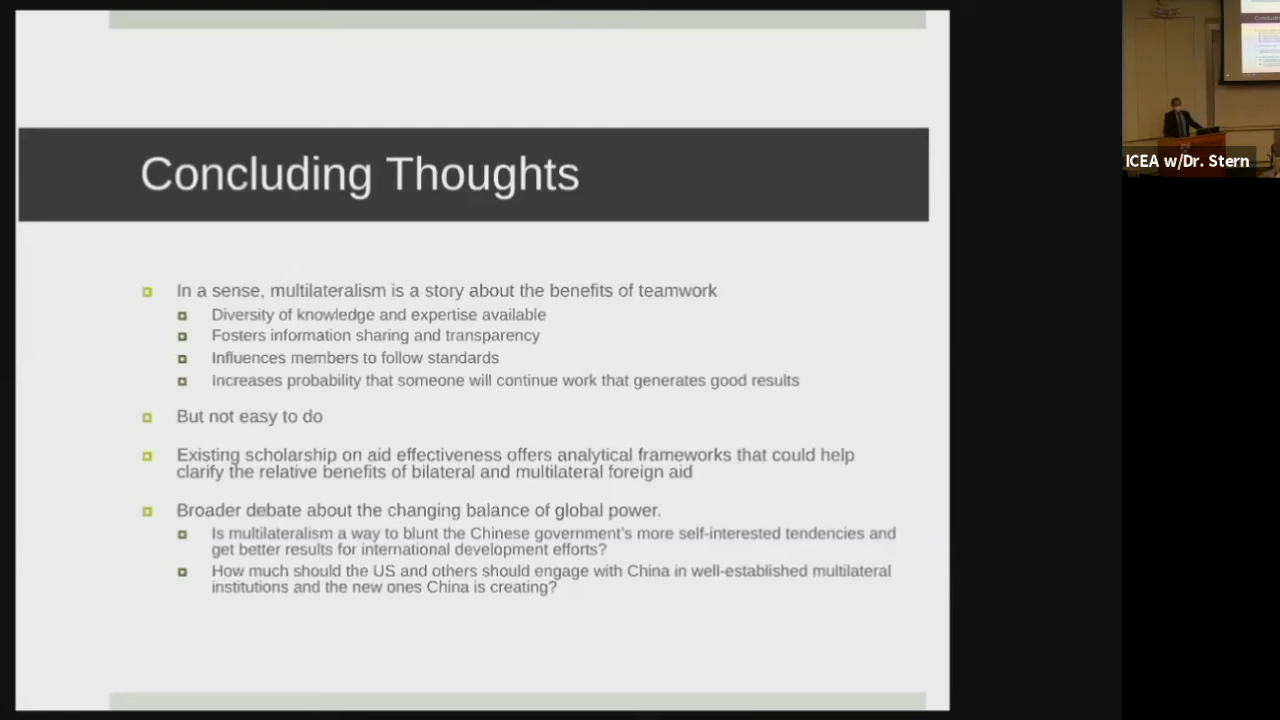 Concluding Thoughts
In a sense, multilateralism is a story about the benefits of teamwork
Diversity of knowledge and expertise available
Fosters information sharing and transparency
Influences members to follow standards
Increases probability that someone will continue work that generates good results
But not easy to do
Existing scholarship on aid effectiveness offers analytical frameworks that could help
clarify the relative benefits of bilateral and multilateral foreign aid
Broader debate about the changing balance of global power.
Is multilateralism a way to blunt the Chinese government's more self-interested tendencies and
get better results for international development efforts?
How much should the US and others should engage with China in well-established multilateral
institutions and the new ones China is creating?
ICEA w/Dr. Stern